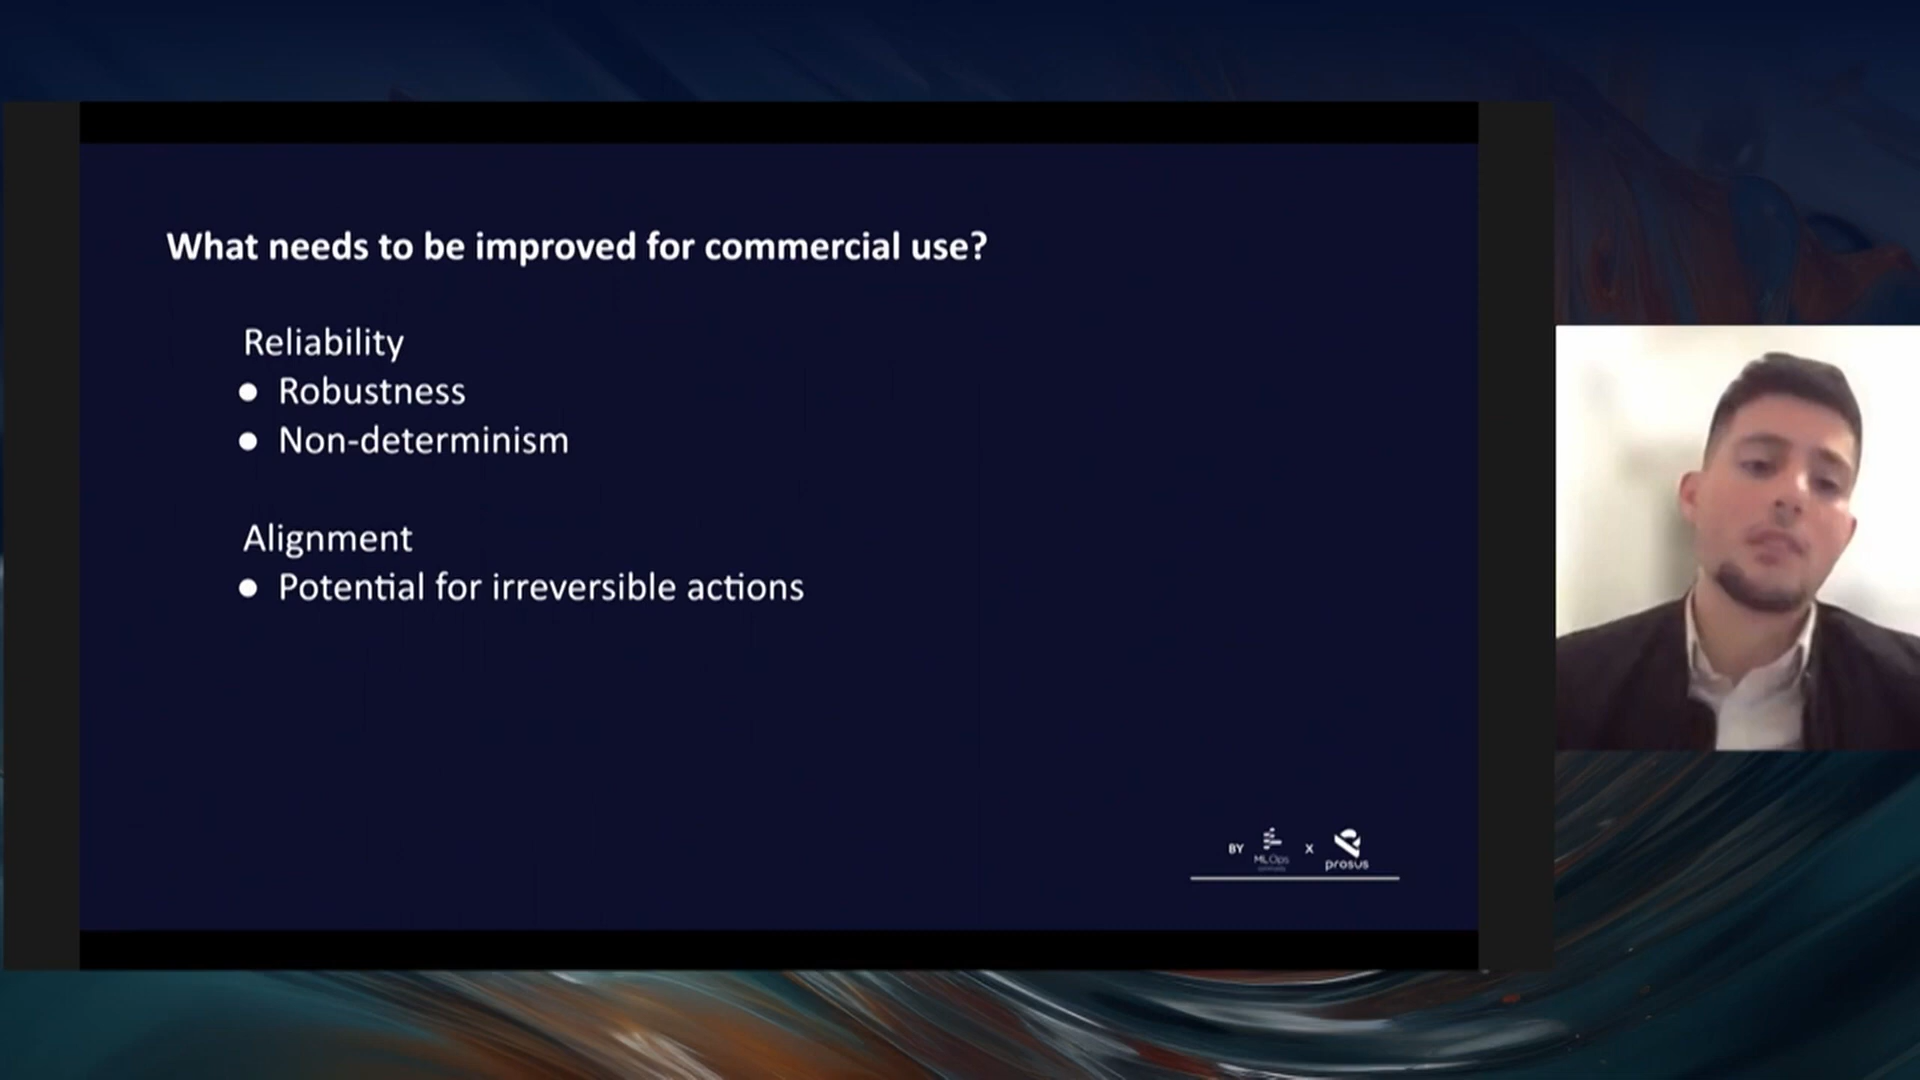 What needs to be improved for commercial use?
Reliability
● Robustness
● Non-determinism
Alignment
● Potential for irreversible actions
BY MLOps community X prosus